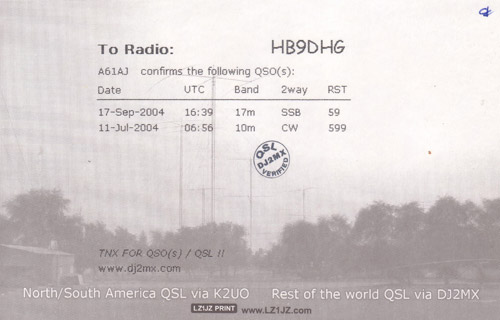 To Radio: HB9DHG
A61AJ confirms the following QSO(s):
Date UTC Band 2way RST
17-Sep-2004 16:39 17m SSB 59
11-Jul-2004 06:56 10m CW 599
QSL
DJ2MX
VERIFIED
TNX FOR QSO(s) / QSL !!
www.dj2mx.com
North/South America QSL via K2UO Rest of the world QSL via DJ2MX
LZ1JZ PRINT www.LZ1JZ.com